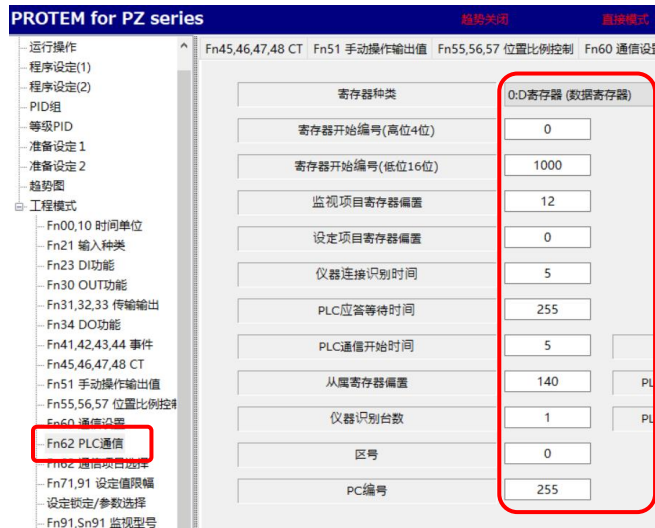 PROTEM for PZ series
趋势关闭
直接模式
运行操作
程序设定(1)
程序设定(2)
PID组
等级PID
准备设定1
准备设定2
趋势图
工程模式
Fn00,10 时间单位
Fn21 输入种类
Fn23 DI功能
Fn30 OUT功能
Fn31,32,33 传输输出
Fn34 DO功能
Fn41,42,43,44 事件
Fn45,46,47,48 CT
Fn51 手动操作输出值
Fn55,56,57 位置比例控制
Fn60 通信设置
Fn62 PLC通信
Fn62 通信项目选择
Fn71,91 设定值限幅
设定锁定/参数选择
Fn91,Sn91 监视型号
Fn45,46,47,48 CT
Fn51 手动操作输出值
Fn55,56,57 位置比例控制
Fn60 通信设置
寄存器种类
0:D寄存器 (数据寄存器)
寄存器开始编号(高位4位)
0
寄存器开始编号(低位16位)
1000
监视项目寄存器偏置
12
设定项目寄存器偏置
0
仪器连接识别时间
5
PLC应答等待时间
255
PLC通信开始时间
5
从属寄存器偏置
140
PL
仪器识别台数
1
PL
区号
0
PC编号
255